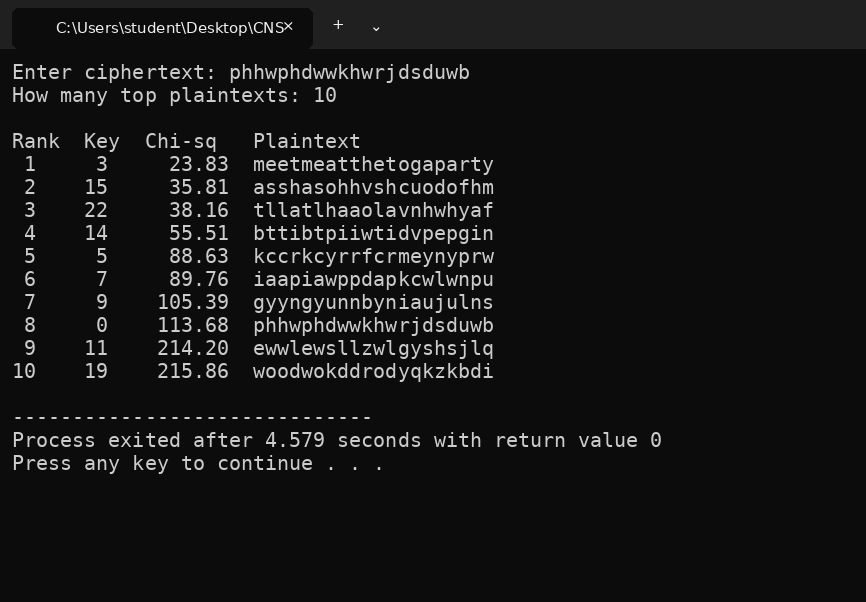 C:\Users\student\Desktop\CNS
Enter ciphertext: phhwphdwwkhwrjdsduwb
How many top plaintexts: 10
Rank  Key  Chi-sq   Plaintext
 1     3     23.83  meetmeatthetogaparty
 2    15     35.81  asshasohhvshcuodofhm
 3    22     38.16  tllatlhaaolavnhwhyaf
 4    14     55.51  bttibtpiiwtidvpepgin
 5     5     88.63  kccrkcyrrfcrmeynyprw
 6     7     89.76  iaapiawppdapkcwlwnpu
 7     9    105.39  gyyngyunnbyniaujulns
 8     0    113.68  phhwphdwwkhwrjdsduwb
 9    11    214.20  ewwlewsllzwlgyshsjlq
10    19    215.86  woodwokddrodyqkzkbdi
------------------------------
Process exited after 4.579 seconds with return value 0
Press any key to continue . . .